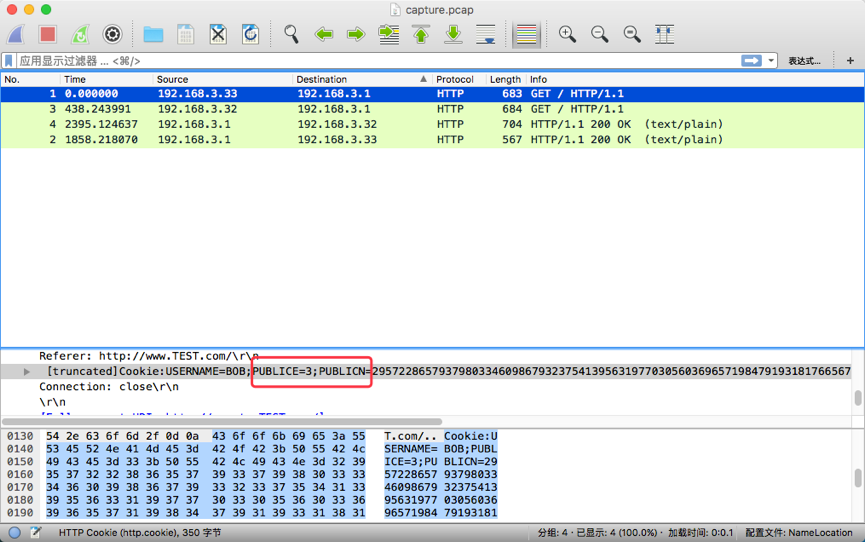 capture.pcap
应用显示过滤器 … <⌘/>
表达式…
+
No. Time Source Destination Protocol Length Info
1 0.000000 192.168.3.33 192.168.3.1 HTTP 683 GET / HTTP/1.1
3 438.243991 192.168.3.32 192.168.3.1 HTTP 684 GET / HTTP/1.1
4 2395.124637 192.168.3.1 192.168.3.32 HTTP 704 HTTP/1.1 200 OK (text/plain)
2 1858.218070 192.168.3.1 192.168.3.33 HTTP 567 HTTP/1.1 200 OK (text/plain)
Referer: http://www.TEST.com/\r\n
[truncated]Cookie:USERNAME=BOB;PUBLICE=3;PUBLICN=29572286579379803346098679323754139563197703056036965719847919318176656​7
Connection: close\r\n
\r\n
0130 54 2e 63 6f 6d 2f 0d 0a 43 6f 6f 6b 69 65 3a 55 T.com/.. Cookie:U
0140 53 45 52 4e 41 4d 45 3d 42 4f 42 3b 50 55 42 4c SERNAME= BOB;PUBL
0150 49 43 45 3d 33 3b 50 55 42 4c 49 43 4e 3d 32 39 ICE=3;PU BLICN=29
0160 35 37 32 32 38 36 35 37 39 33 37 39 38 30 33 33 57228657 93798033
0170 34 36 30 39 38 36 37 39 33 32 33 37 35 34 31 33 46098679 32375413
0180 39 35 36 33 31 39 37 37 30 33 30 35 36 30 33 36 95631977 03056036
0190 39 36 35 37 31 39 38 34 37 39 31 39 33 31 38 31 96571984 79193181
HTTP Cookie (http.cookie), 350 字节
分组: 4 · 已显示: 4 (100.0%) · 加载时间: 0:0.1
配置文件: NameLocation